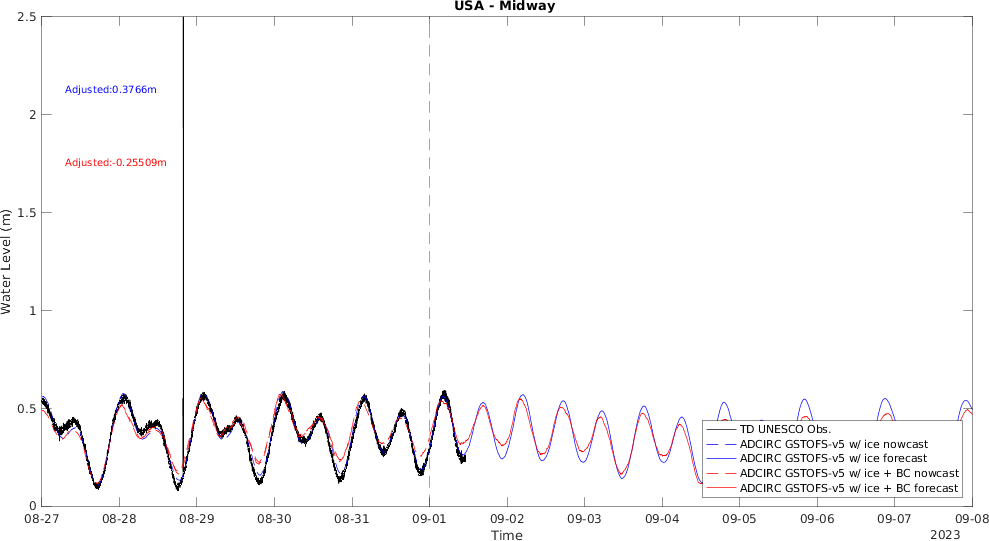 USA - Midway
2.5
2
1.5
1
0.5
0
Water Level (m)
Adjusted:0.3766m
Adjusted:-0.25509m
TD UNESCO Obs.
ADCIRC GSTOFS-v5 w/ ice nowcast
ADCIRC GSTOFS-v5 w/ ice forecast
ADCIRC GSTOFS-v5 w/ ice + BC nowcast
ADCIRC GSTOFS-v5 w/ ice + BC forecast
08-27 08-28 08-29 08-30 08-31 09-01 09-02 09-03 09-04 09-05 09-06 09-07 09-08
Time
2023